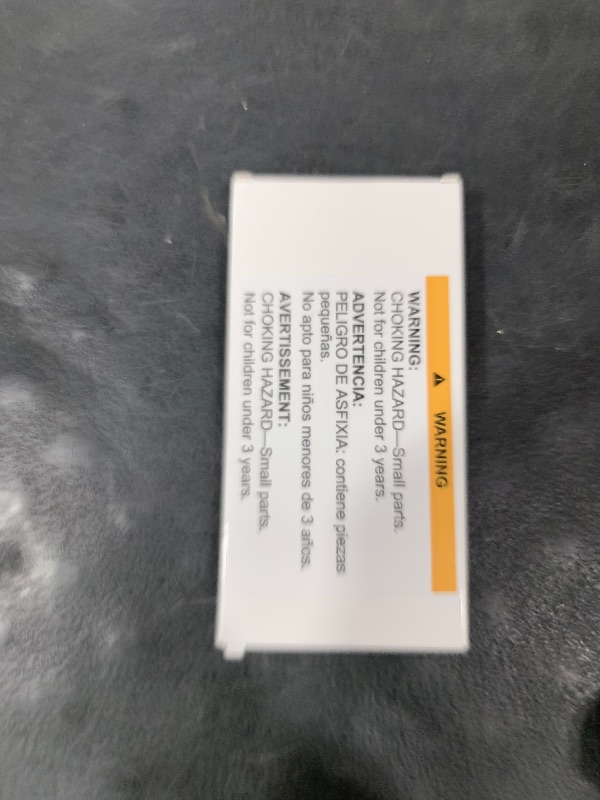 ⚠ WARNING
WARNING:
CHOKING HAZARD—Small parts.
Not for children under 3 years.
ADVERTENCIA:
PELIGRO DE ASFIXIA: contiene piezas
pequeñas.
No apto para niños menores de 3 años.
AVERTISSEMENT:
CHOKING HAZARD—Small parts.
Not for children under 3 years.